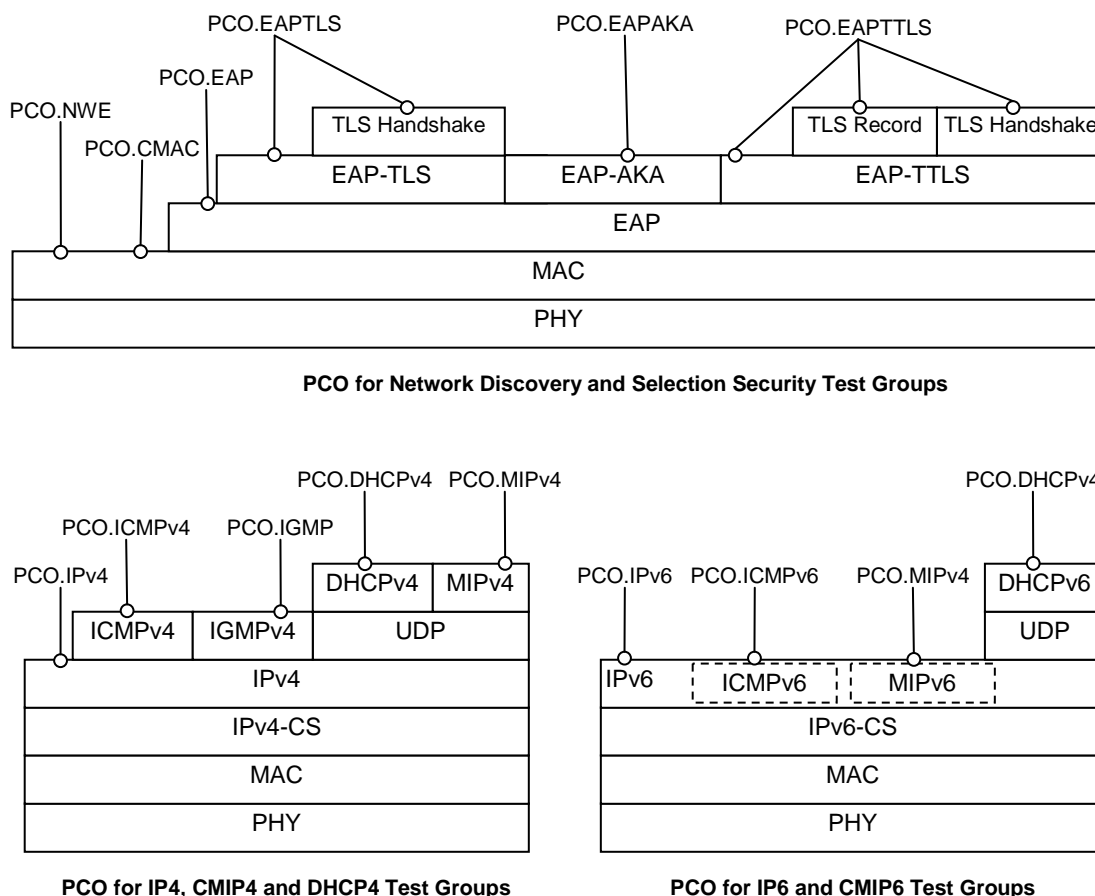 PCO.EAPTLS
PCO.EAPAKA
PCO.EAPTTLS
PCO.EAP
PCO.NWE
PCO.CMAC
TLS Handshake
TLS Record
TLS Handshake
EAP-TLS
EAP-AKA
EAP-TTLS
EAP
MAC
PHY
PCO for Network Discovery and Selection Security Test Groups
PCO.DHCPv4
PCO.MIPv4
PCO.ICMPv4
PCO.IGMP
PCO.IPv4
DHCPv4
MIPv4
ICMPv4
IGMPv4
UDP
IPv4
IPv4-CS
MAC
PHY
PCO for IP4, CMIP4 and DHCP4 Test Groups
PCO.DHCPv4
PCO.IPv6
PCO.ICMPv6
PCO.MIPv4
DHCPv6
UDP
IPv6
ICMPv6
MIPv6
IPv6-CS
MAC
PHY
PCO for IP6 and CMIP6 Test Groups